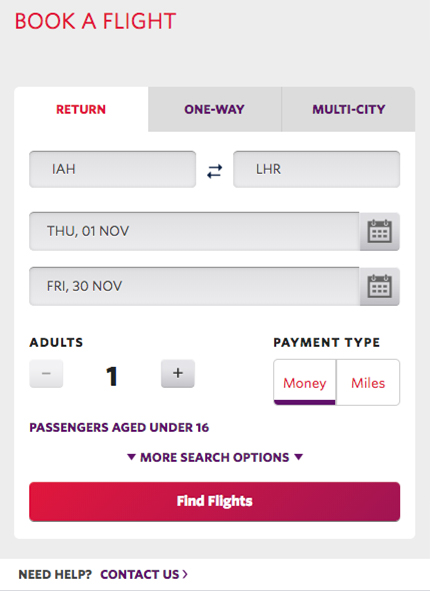 BOOK A FLIGHT
RETURN ONE-WAY MULTI-CITY
IAH LHR
THU, 01 NOV
FRI, 30 NOV
ADULTS PAYMENT TYPE
− 1 + Money Miles
PASSENGERS AGED UNDER 16
▼ MORE SEARCH OPTIONS ▼
Find Flights
NEED HELP? CONTACT US >